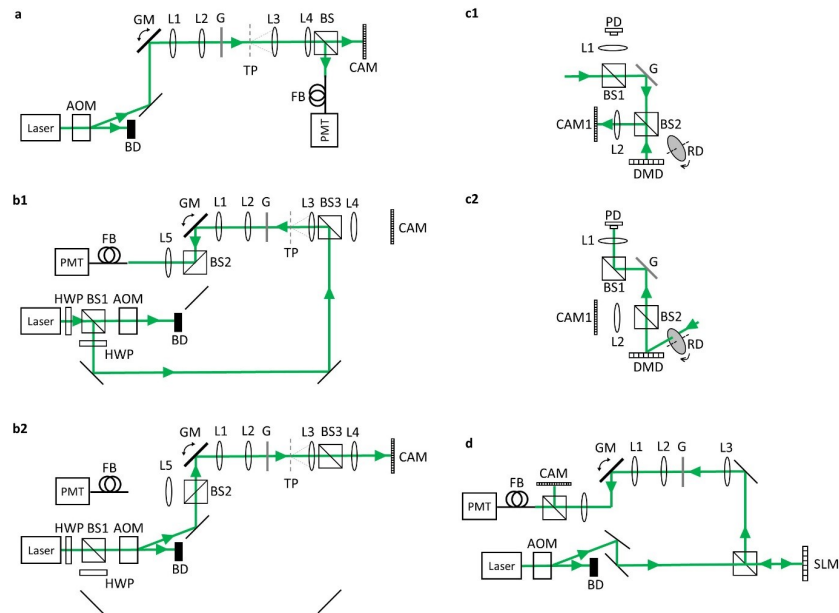 a
GM L1 L2 G L3 L4 BS
TP
CAM
FB
AOM
Laser
BD
PMT
b1
GM L1 L2 G L3 BS3 L4
FB
L5
TP
CAM
PMT
BS2
HWP BS1 AOM
Laser
BD
HWP
b2
GM L1 L2 G L3 BS3 L4
FB
L5
TP
CAM
PMT
BS2
HWP BS1 AOM
Laser
BD
HWP
c1
PD
L1
G
BS1
CAM1
BS2
L2
RD
DMD
c2
PD
L1
G
BS1
CAM1
BS2
L2
RD
DMD
d
GM L1 L2 G L3
FB CAM
PMT
AOM
Laser
BD
SLM